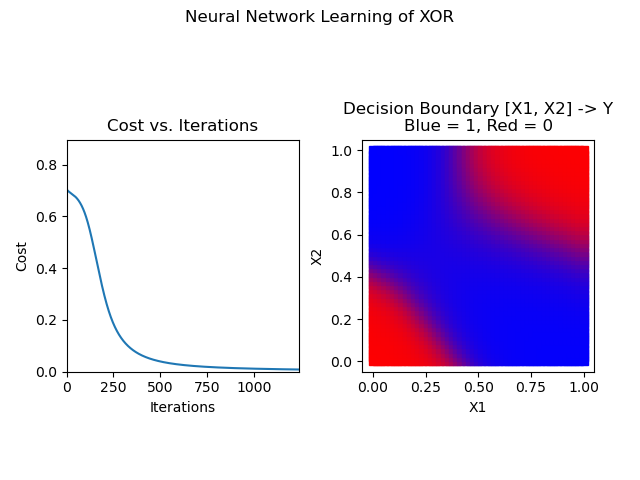 Neural Network Learning of XOR
Cost vs. Iterations
Cost
0.8
0.6
0.4
0.2
0.0
0 250 500 750 1000
Iterations
Decision Boundary [X1, X2] -> Y
Blue = 1, Red = 0
X2
1.0
0.8
0.6
0.4
0.2
0.0
0.00 0.25 0.50 0.75 1.00
X1